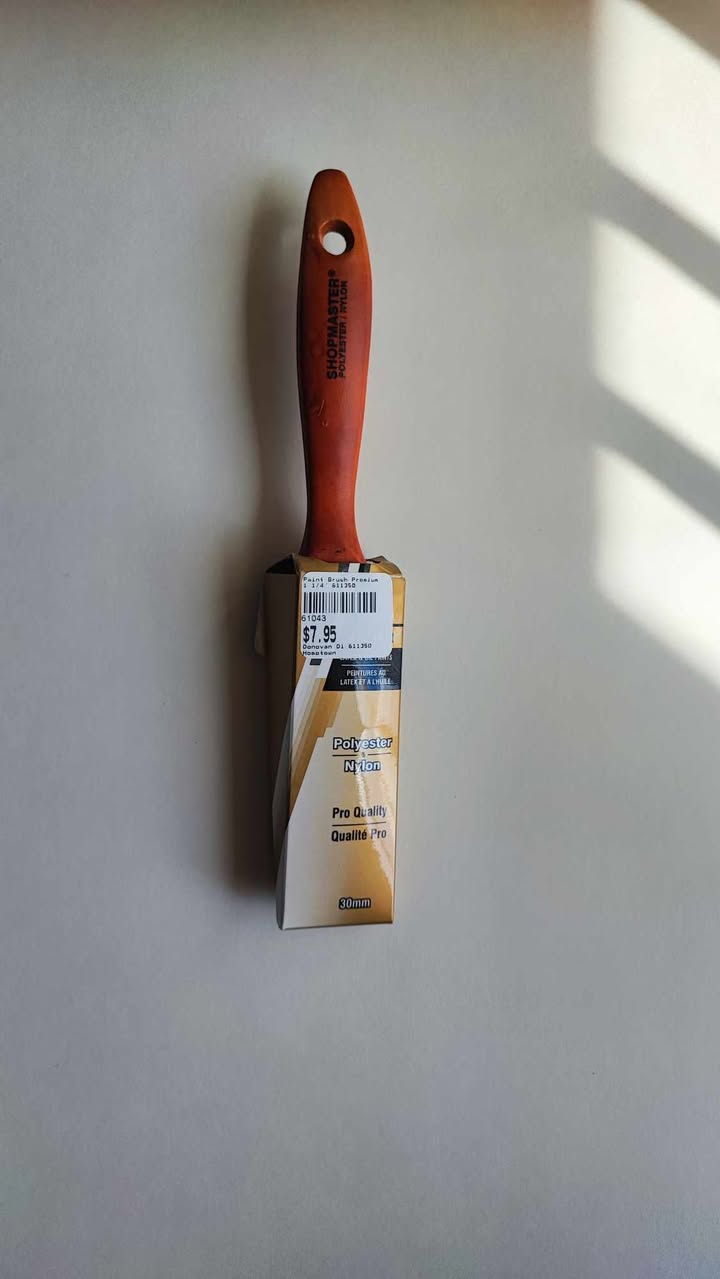 SHOPMASTER®
POLYESTER / NYLON
Paint Brush Premium
1 1/4" 611350
61043
$7.95
Donovan Di 611350
Hometown
PEINTURES AU
LATEX ET À L'HUILE
Polyester
Nylon
Pro Quality
Qualité Pro
30mm